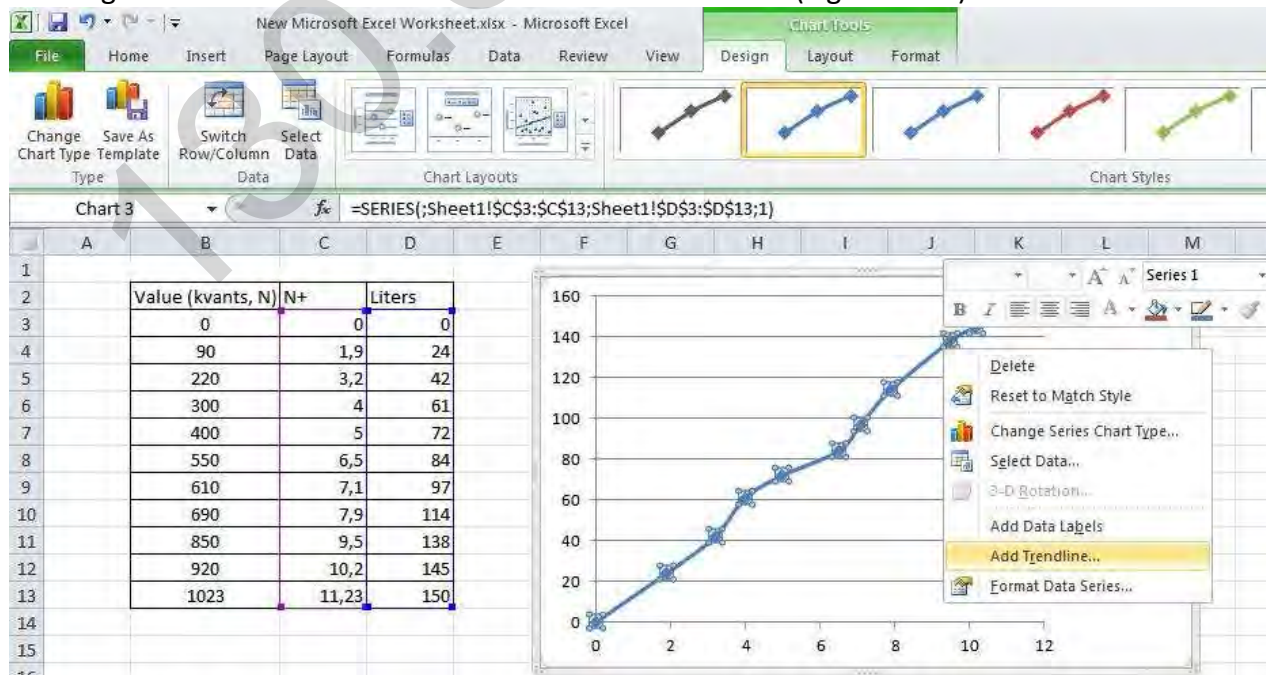 New Microsoft Excel Worksheet.xlsx - Microsoft Excel
Chart Tools
File Home Insert Page Layout Formulas Data Review View Design Layout Format
Change Chart Type
Save As Template
Switch Row/Column
Select Data
Type Data Chart Layouts Chart Styles
Chart 3 fx =SERIES(;Sheet1!$C$3:$C$13;Sheet1!$D$3:$D$13;1)
A B C D E F G H I J K L M
1
2 Value (kvants, N) N+ Liters
3 0 0 0
4 90 1,9 24
5 220 3,2 42
6 300 4 61
7 400 5 72
8 550 6,5 84
9 610 7,1 97
10 690 7,9 114
11 850 9,5 138
12 920 10,2 145
13 1023 11,23 150
14
15
160
140
120
100
80
60
40
20
0
0 2 4 6 8 10 12
A A Series 1
B I A
Delete
Reset to Match Style
Change Series Chart Type...
Select Data...
3-D Rotation...
Add Data Labels
Add Trendline...
Format Data Series...